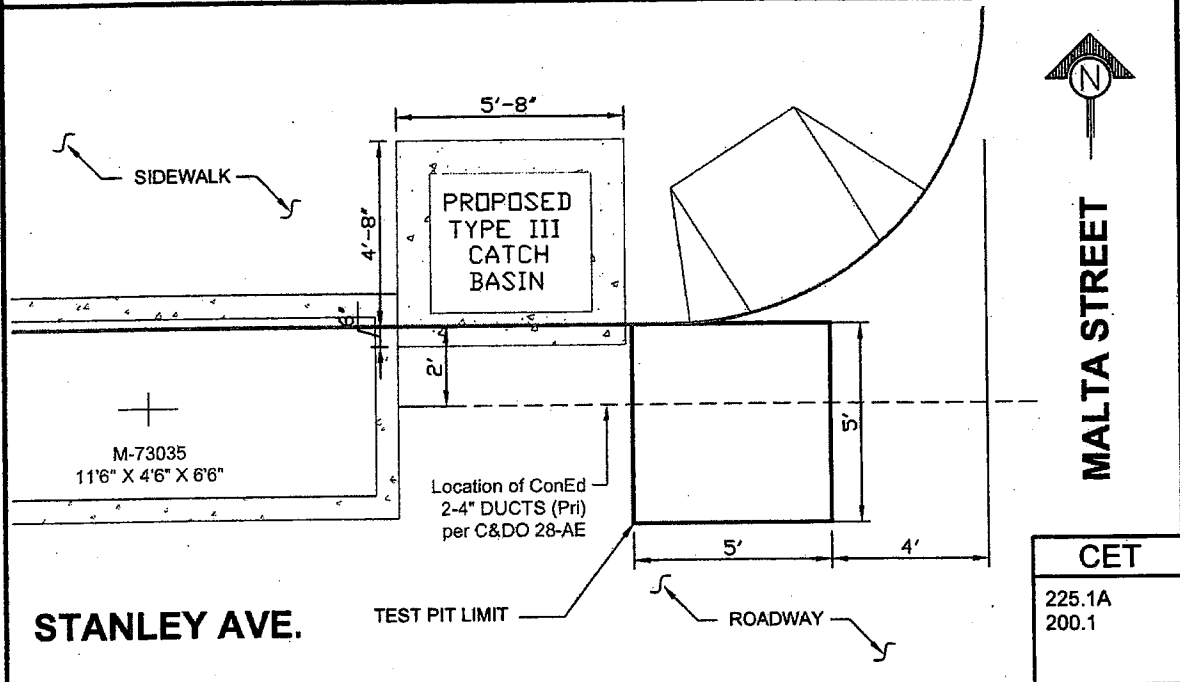 5'-8"
N
SIDEWALK
4'-8"
PROPOSED
TYPE III
CATCH
BASIN
MALTA STREET
6"
2'
5'
M-73035
11'6" X 4'6" X 6'6"
Location of ConEd
2-4" DUCTS (Pri)
per C&DO 28-AE
5'
4'
CET
225.1A
200.1
STANLEY AVE.
TEST PIT LIMIT
ROADWAY